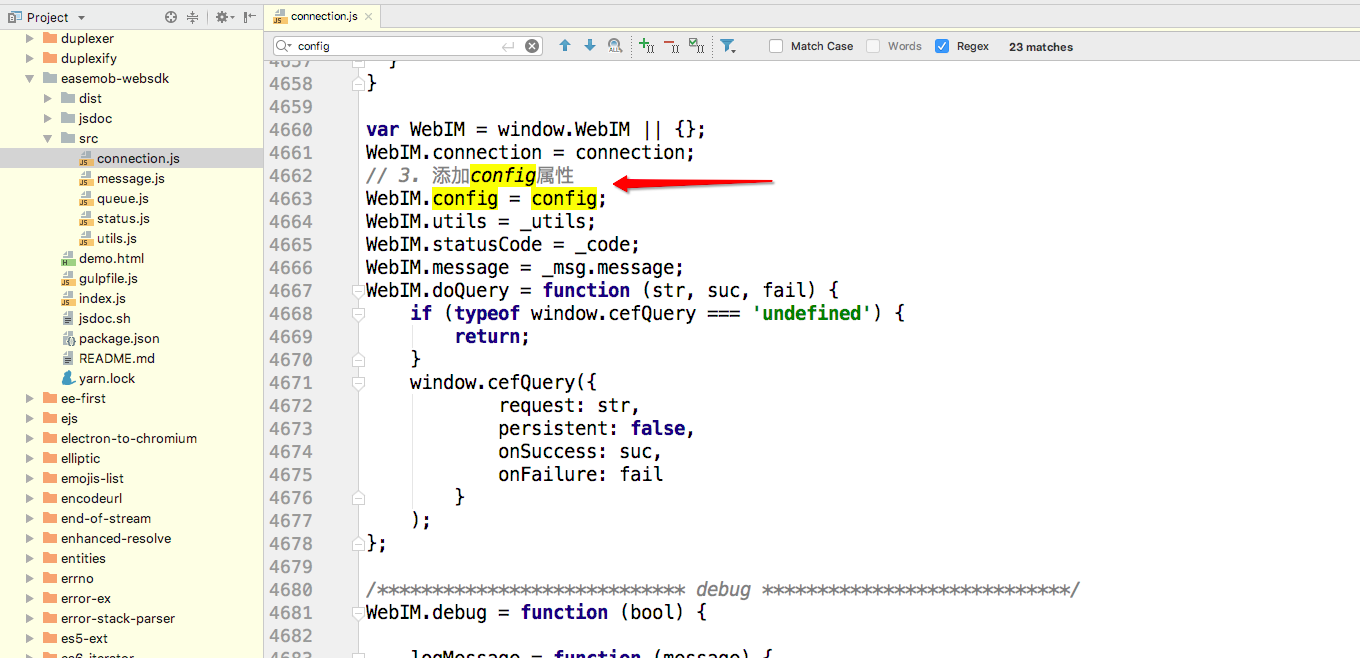 Project
connection.js
duplexer
duplexify
easemob-websdk
dist
jsdoc
src
connection.js
message.js
queue.js
status.js
utils.js
demo.html
gulpfile.js
index.js
jsdoc.sh
package.json
README.md
yarn.lock
ee-first
ejs
electron-to-chromium
elliptic
emojis-list
encodeurl
end-of-stream
enhanced-resolve
entities
errno
error-ex
error-stack-parser
es5-ext
es6-iterator
config
Match Case
Words
Regex
23 matches
4657 }
4658 }
4659
4660 var WebIM = window.WebIM || {};
4661 WebIM.connection = connection;
4662 // 3. 添加config属性
4663 WebIM.config = config;
4664 WebIM.utils = _utils;
4665 WebIM.statusCode = _code;
4666 WebIM.message = _msg.message;
4667 WebIM.doQuery = function (str, suc, fail) {
4668 if (typeof window.cefQuery === 'undefined') {
4669 return;
4670 }
4671 window.cefQuery({
4672 request: str,
4673 persistent: false,
4674 onSuccess: suc,
4675 onFailure: fail
4676 }
4677 );
4678 };
4679
4680 /**************************** debug ****************************/
4681 WebIM.debug = function (bool) {
4682
4683 logMessage = function (message) {